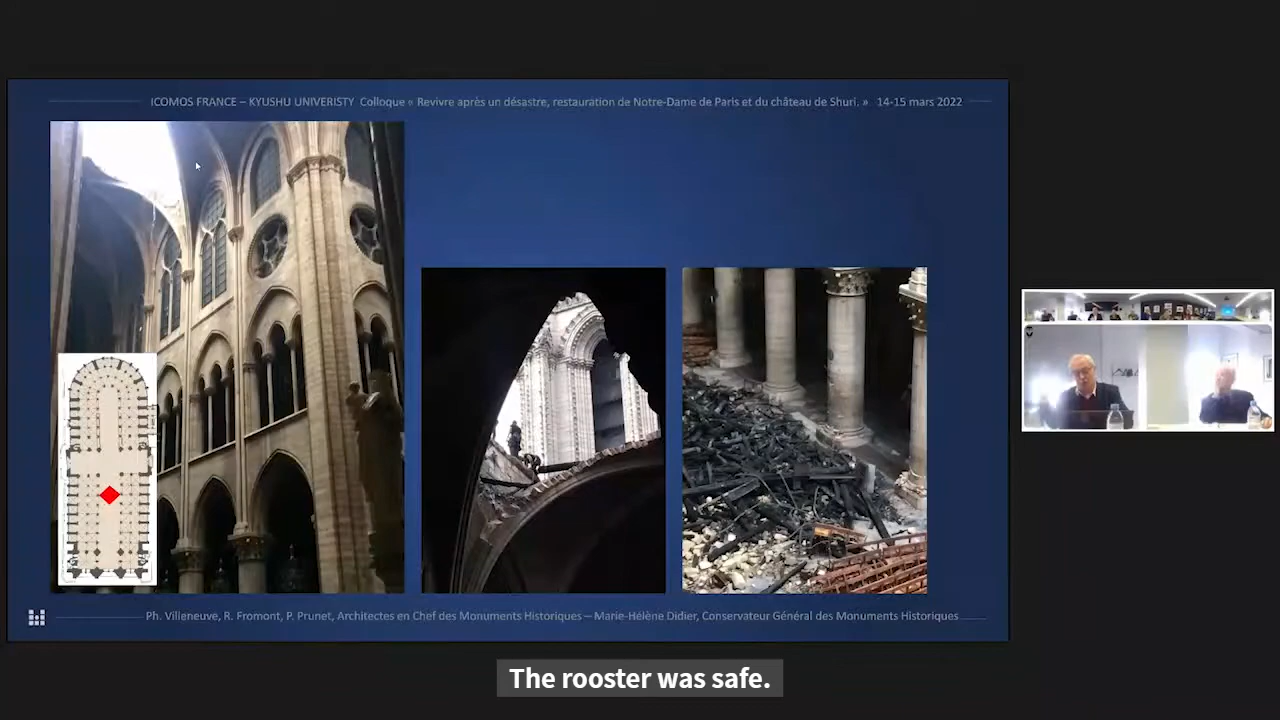 ICOMOS FRANCE – KYUSHU UNIVERISTY Colloque « Revivre après un désastre, restauration de Notre-Dame de Paris et du château de Shuri. » 14-15 mars 2022
Ph. Villeneuve, R. Fromont, P. Prunet, Architectes en Chef des Monuments Historiques – Marie-Hélène Didier, Conservateur Général des Monuments Historiques
The rooster was safe.